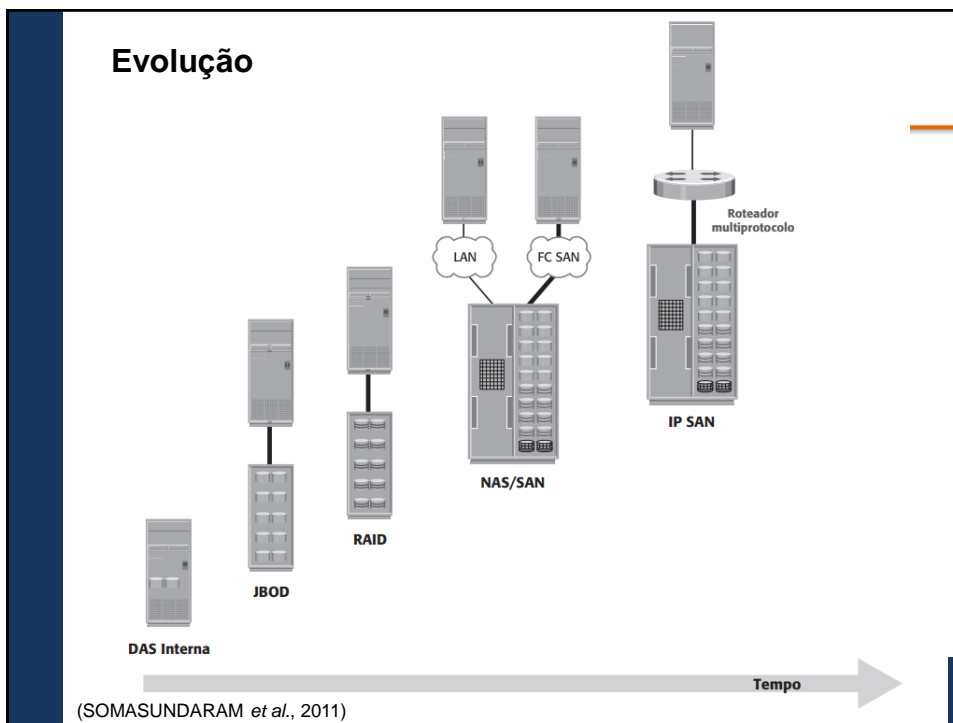 Evolução
Roteador
multiprotocolo
LAN
FC SAN
IP SAN
NAS/SAN
RAID
JBOD
DAS Interna
Tempo
(SOMASUNDARAM et al., 2011)